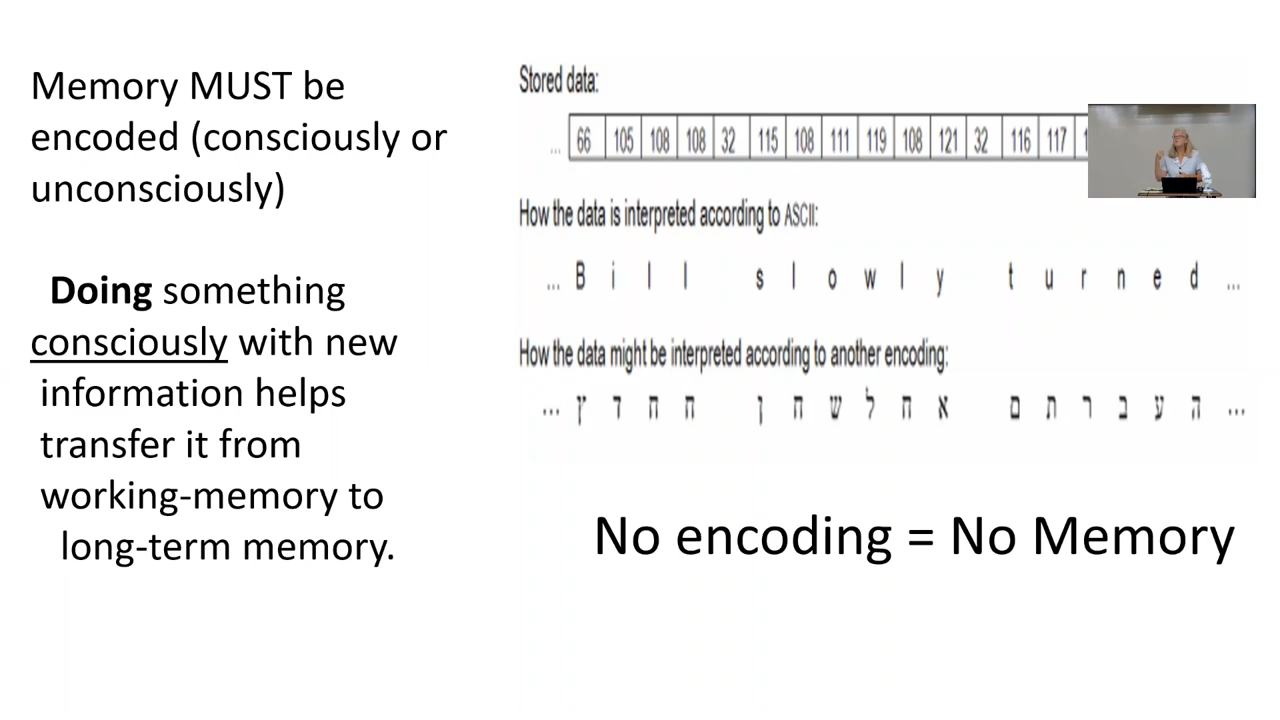 Memory MUST be
encoded (consciously or
unconsciously)
Doing something
consciously with new
information helps
transfer it from
working-memory to
long-term memory.
Stored data:
... 66 105 108 108 32 115 108 111 119 108 121 32 116 117
How the data is interpreted according to ASCII:
... B i l l s l o w l y t u r n e d ...
How the data might be interpreted according to another encoding:
... ץ ד ח ח ן ח ש ל ח א ם ת ר ב ע ה ...
No encoding = No Memory